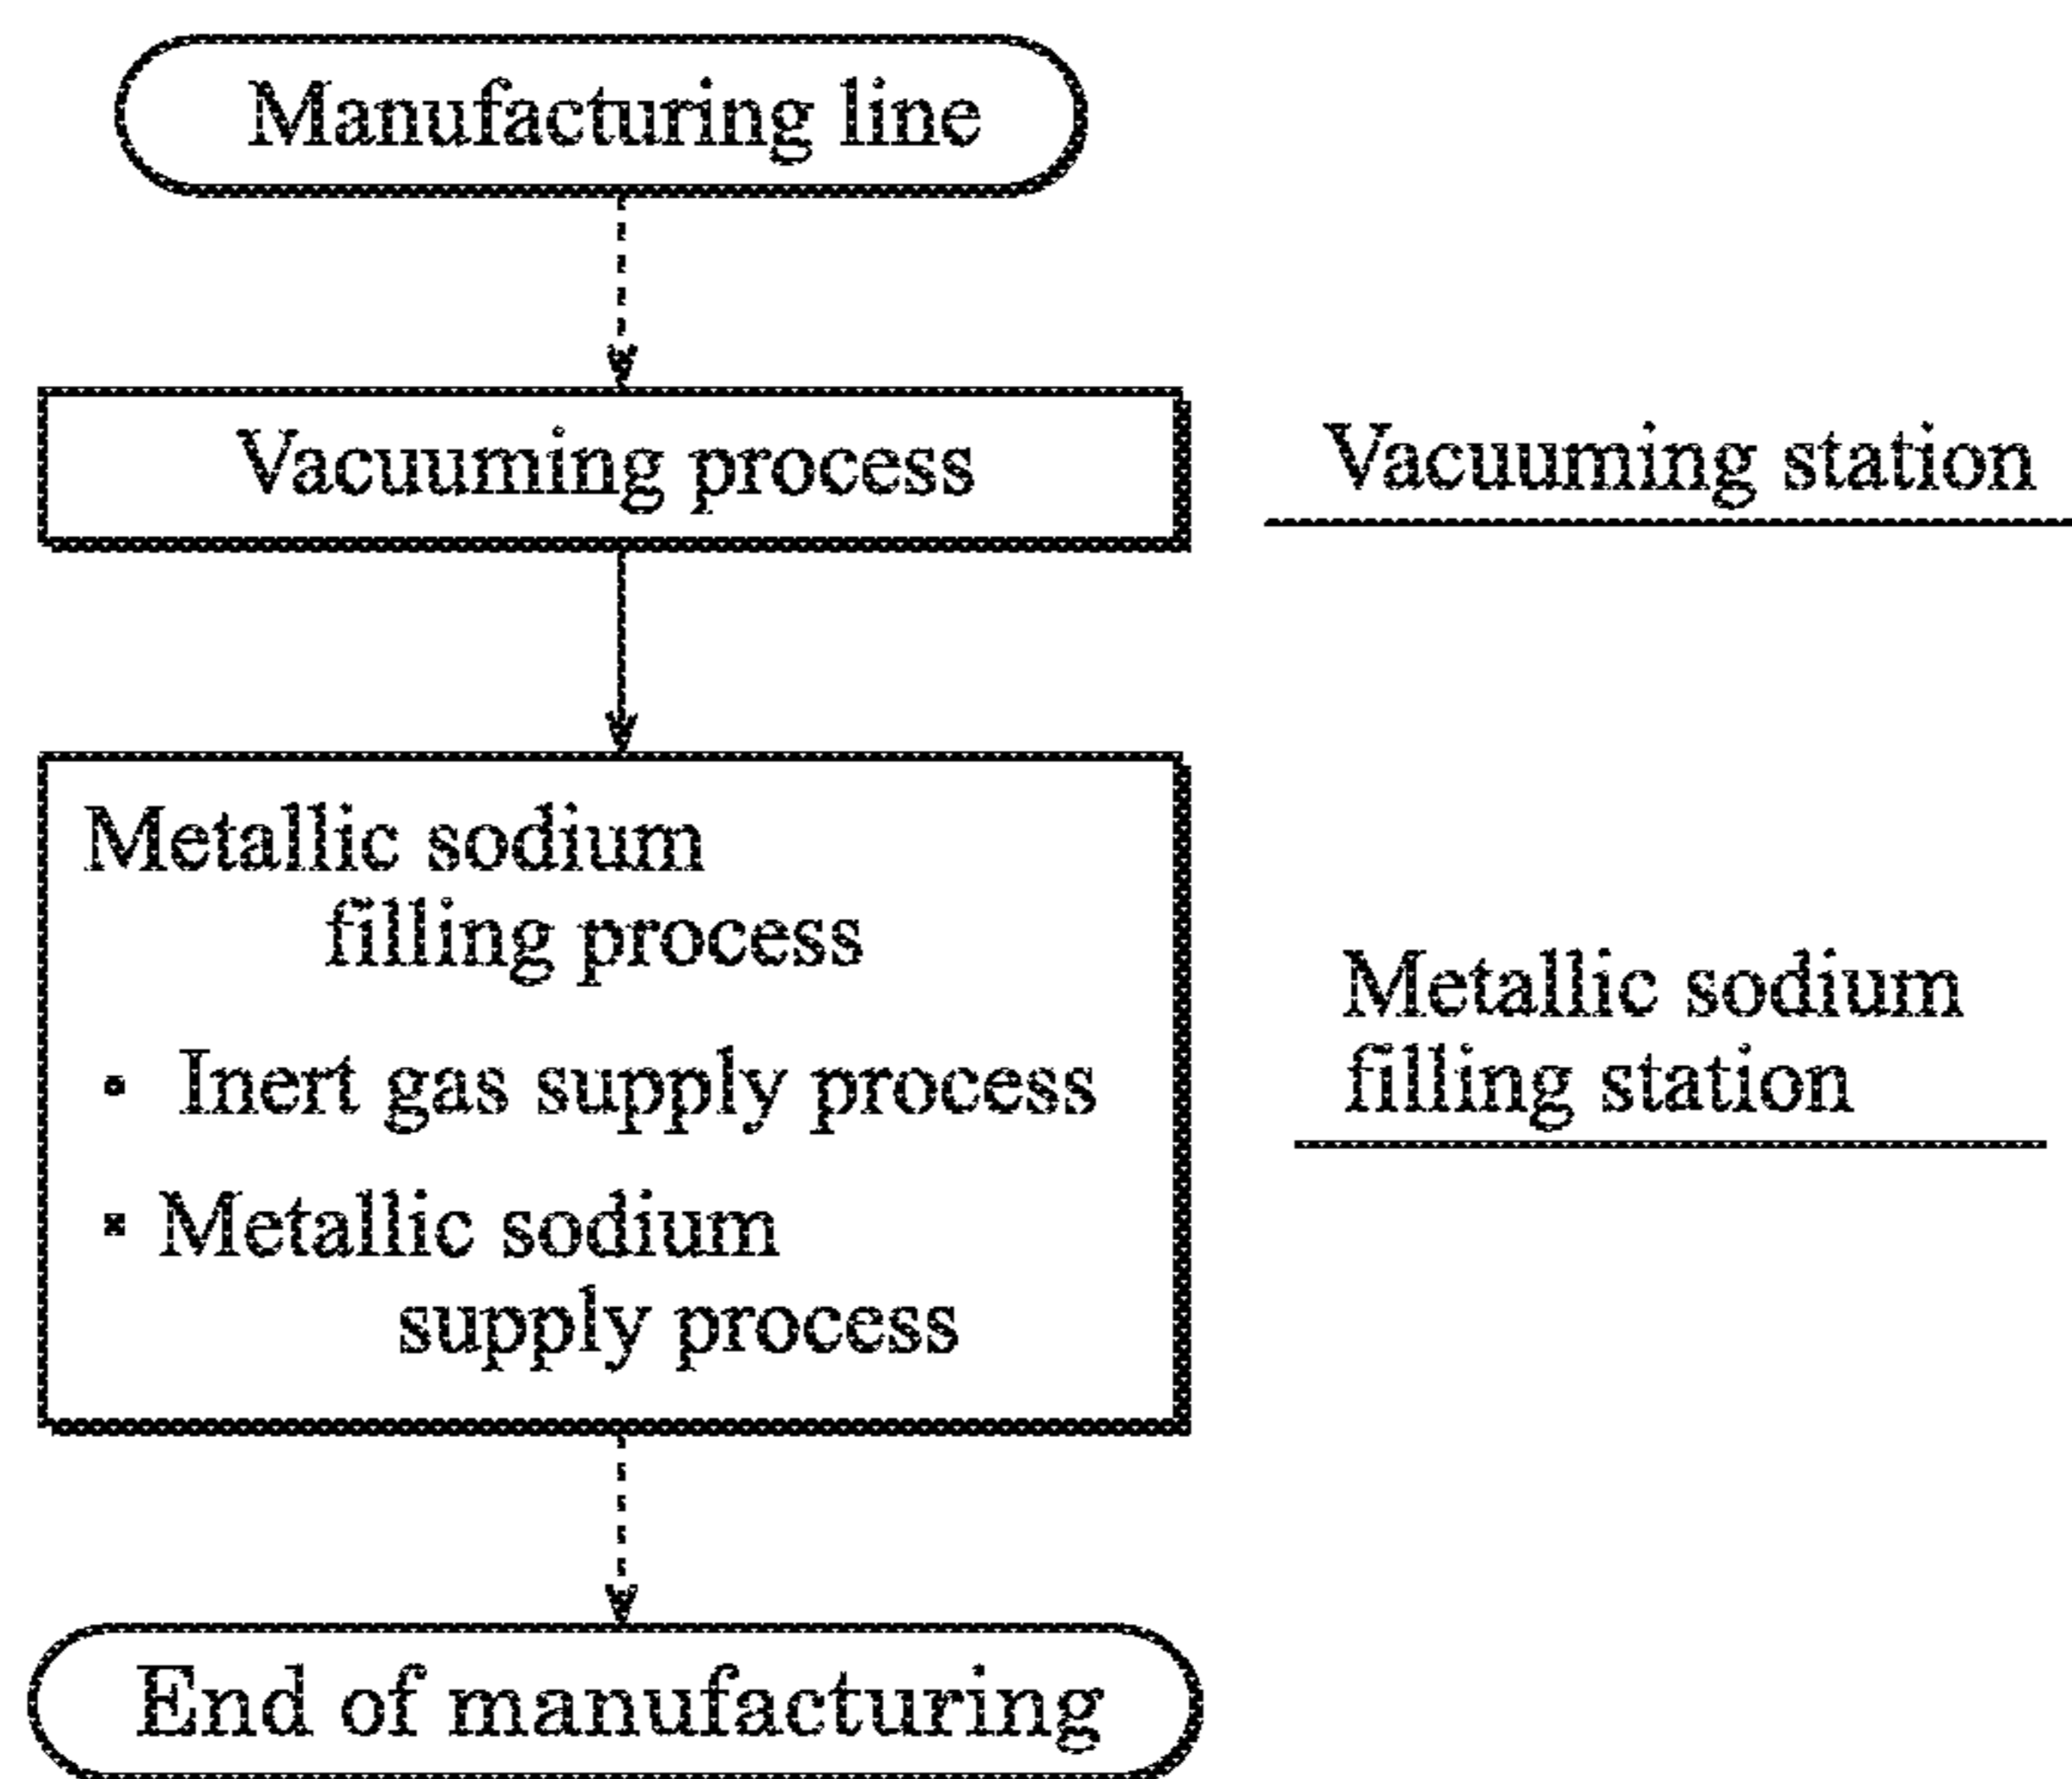 Manufacturing line
Vacuuming process
Vacuuming station
Metallic sodium
filling process
· Inert gas supply process
▪ Metallic sodium
supply process
Metallic sodium
filling station
End of manufacturing